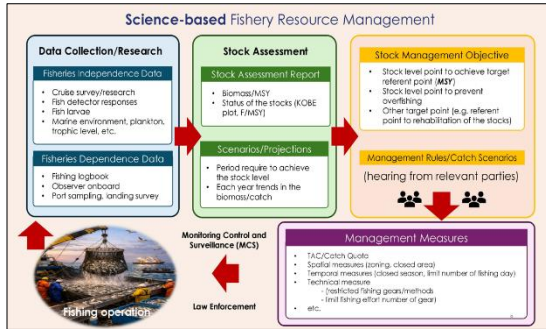 Science-based Fishery Resource Management
Data Collection/Research
Fisheries Independence Data
• Cruise survey/research
• Fish detector responses
• Fish larvae
• Marine environment, plankton,
trophic level, etc.
Fisheries Dependence Data
• Fishing logbook
• Observer onboard
• Port sampling, landing survey
Stock Assessment
Stock Assessment Report
• Biomass/MSY
• Status of the stocks (KOBE
plot, F/MSY)
Scenarios/Projections
• Period require to achieve
the stock level
• Each year trends in the
biomass/catch
Stock Management Objective
• Stock level point to achieve target
referent point (MSY)
• Stock level point to prevent
overfishing
• Other target point (e.g. referent
point to rehabilitation of the stocks)
Management Rules/Catch Scenarios
(hearing from relevant parties)
Management Measures
• TAC/Catch Quota
• Spatial measures (zoning, closed area)
• Temporal measures (closed season, limit number of fishing day)
• Technical measure
- (restricted fishing gears/methods
- limit fishing effort number of gear)
• etc.
Monitoring Control and
Surveillance (MCS)
Law Enforcement
Fishing operation